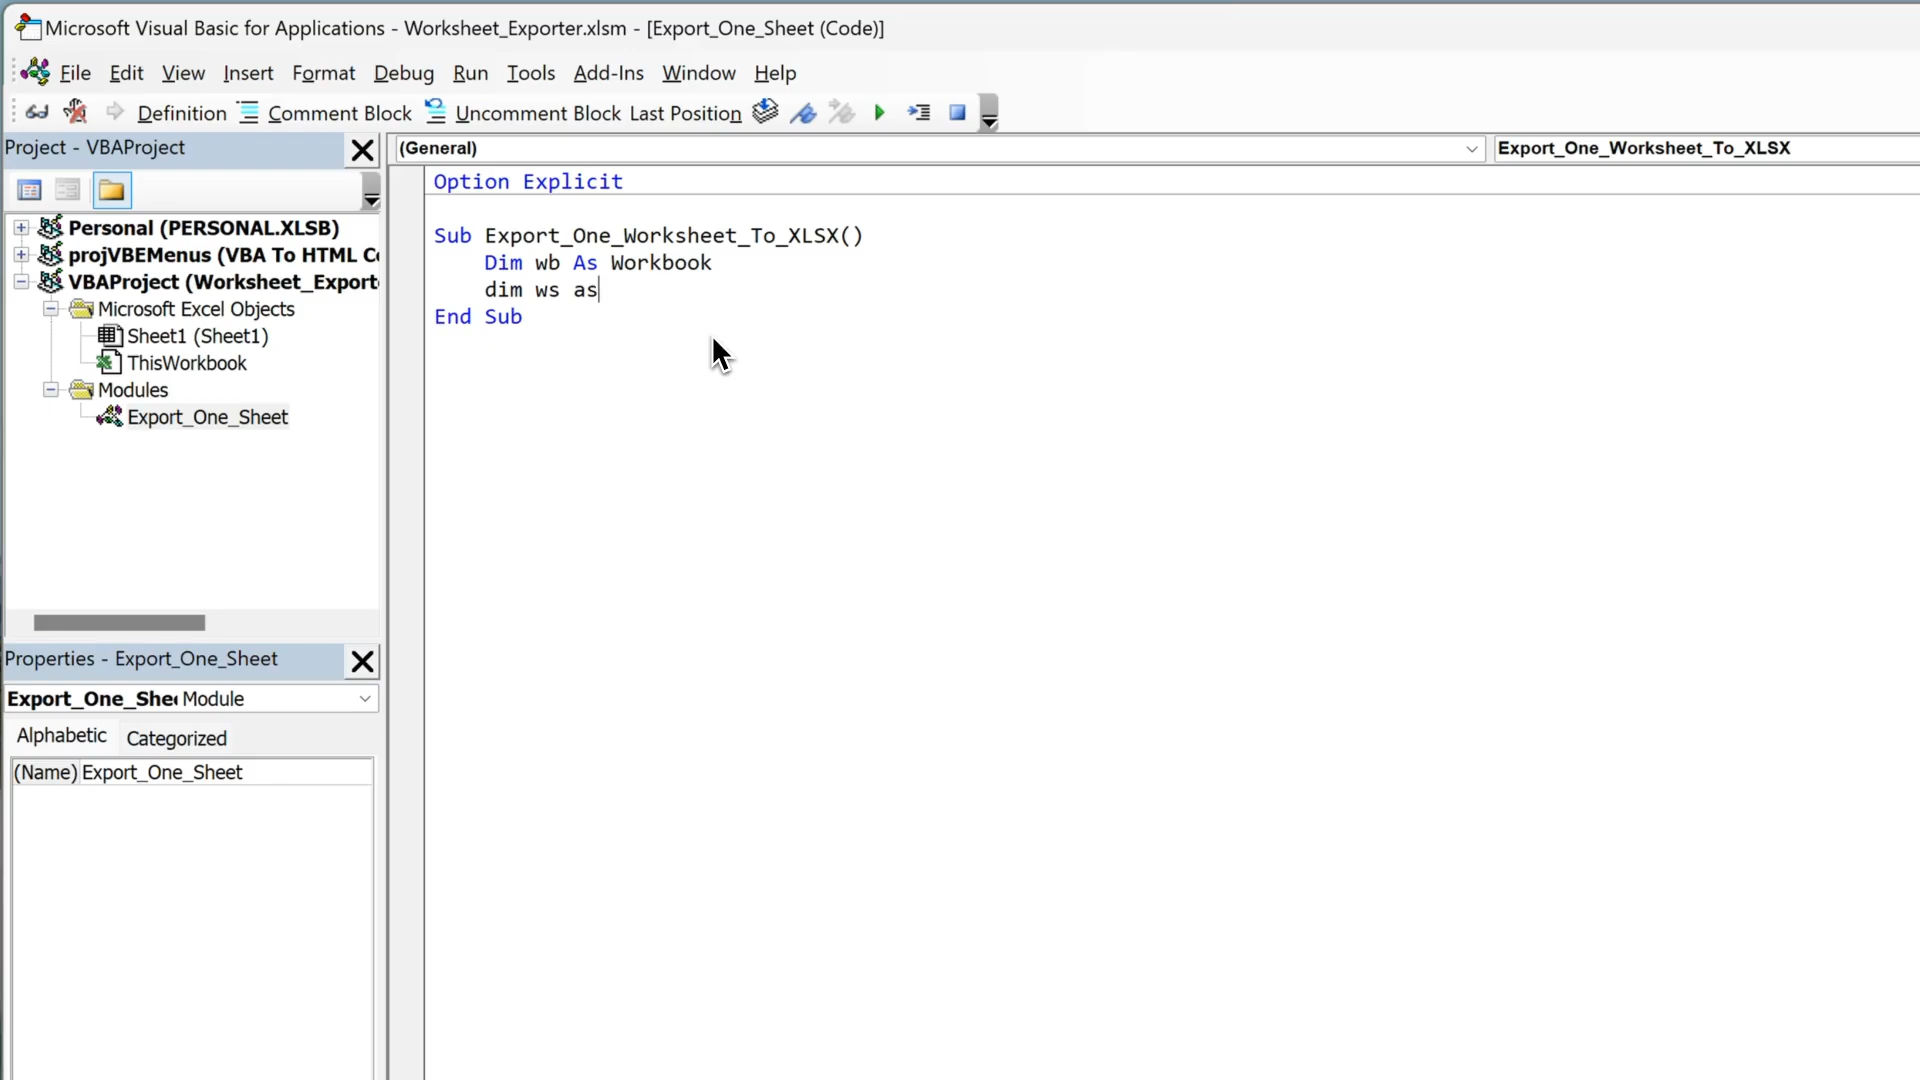 Microsoft Visual Basic for Applications - Worksheet_Exporter.xlsm - [Export_One_Sheet (Code)]
File Edit View Insert Format Debug Run Tools Add-Ins Window Help
Definition Comment Block Uncomment Block Last Position
Project - VBAProject
(General)
Export_One_Worksheet_To_XLSX
Personal (PERSONAL.XLSB)
projVBEMenus (VBA To HTML
VBAProject (Worksheet_Export
Microsoft Excel Objects
Sheet1 (Sheet1)
ThisWorkbook
Modules
Export_One_Sheet
Option Explicit
Sub Export_One_Worksheet_To_XLSX()
Dim wb As Workbook
dim ws as
End Sub
Properties - Export_One_Sheet
Export_One_She Module
Alphabetic Categorized
(Name) Export_One_Sheet